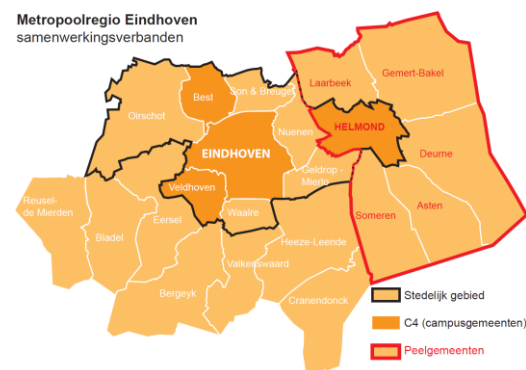 Metropoolregio Eindhoven
samenwerkingsverbanden
Laarbeek
Gemert-Bakel
Best
Son & Breugel
Oirschot
HELMOND
Nuenen
EINDHOVEN
Deurne
Geldrop -
Mierlo
Veldhoven
Reusel-
de Mierden
Asten
Someren
Waalre
Eersel
Bladel
Heeze-Leende
Valkenswaard
Bergeyk
Cranendonck
Stedelijk gebied
C4 (campusgemeenten)
Peelgemeenten